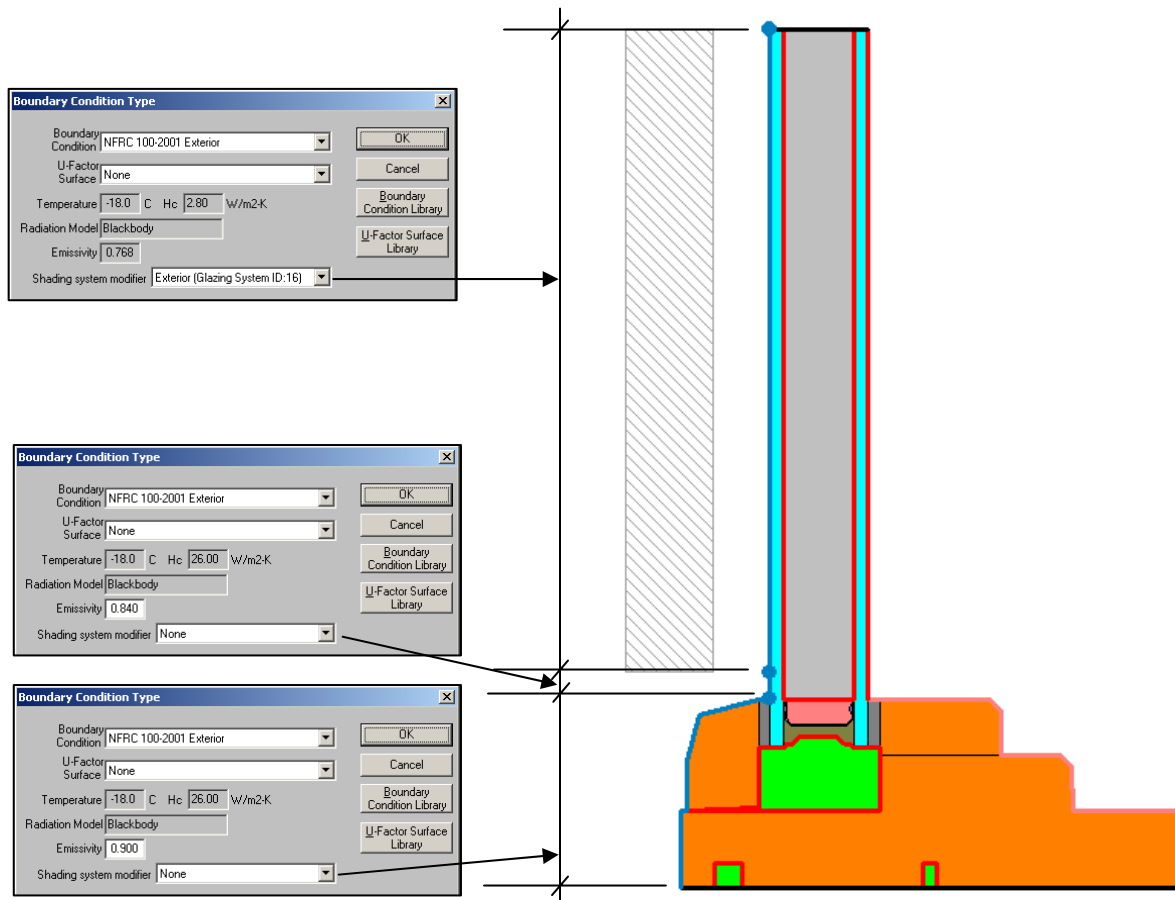 Boundary Condition Type
Boundary Condition NFRC 100-2001 Exterior OK
U-Factor Surface None Cancel
Temperature -18.0 C Hc 2.80 W/m2-K Boundary Condition Library
Radiation Model Blackbody U-Factor Surface Library
Emissivity 0.768
Shading system modifier Exterior (Glazing System ID:16)
Boundary Condition Type
Boundary Condition NFRC 100-2001 Exterior OK
U-Factor Surface None Cancel
Temperature -18.0 C Hc 26.00 W/m2-K Boundary Condition Library
Radiation Model Blackbody U-Factor Surface Library
Emissivity 0.840
Shading system modifier None
Boundary Condition Type
Boundary Condition NFRC 100-2001 Exterior OK
U-Factor Surface None Cancel
Temperature -18.0 C Hc 26.00 W/m2-K Boundary Condition Library
Radiation Model Blackbody U-Factor Surface Library
Emissivity 0.900
Shading system modifier None